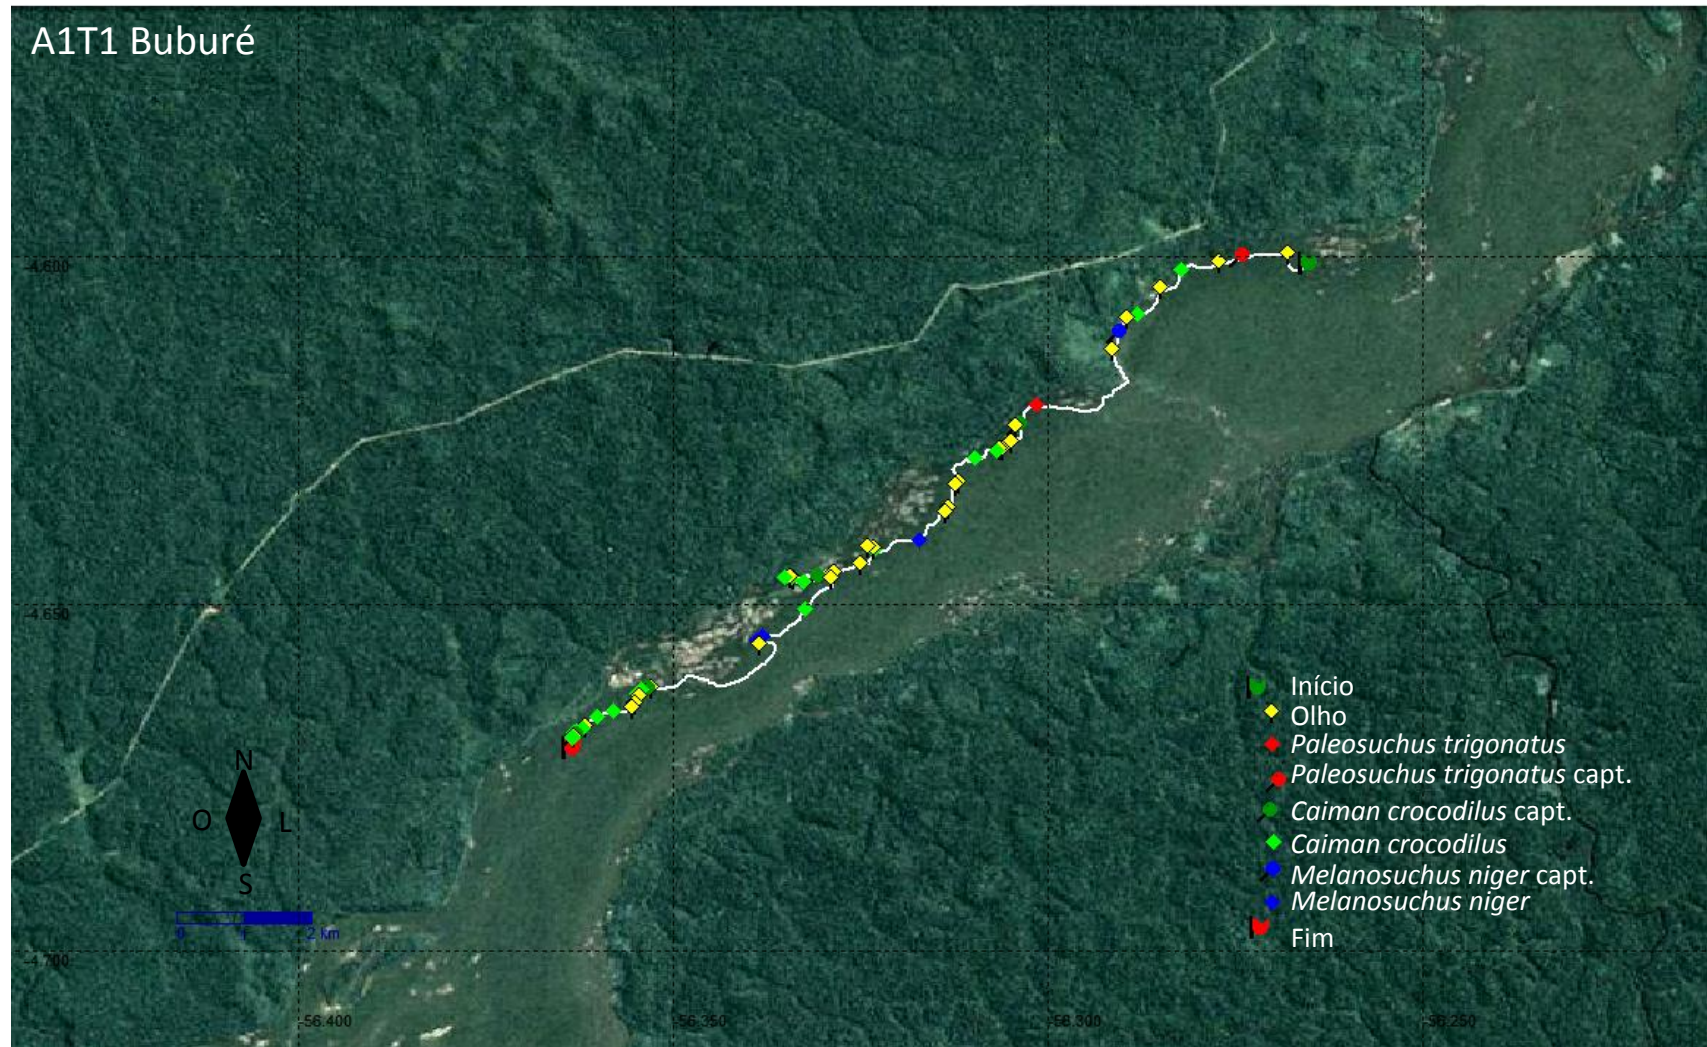 A1T1 Buburé
-4.600
-4.650
Início
Olho
Paleosuchus trigonatus
Paleosuchus trigonatus capt.
Caiman crocodilus capt.
Caiman crocodilus
Melanosuchus niger capt.
Melanosuchus niger
Fim
N
O L
S
0 1 2 km
-4.700
-56.400 -56.350 -56.300 -56.250